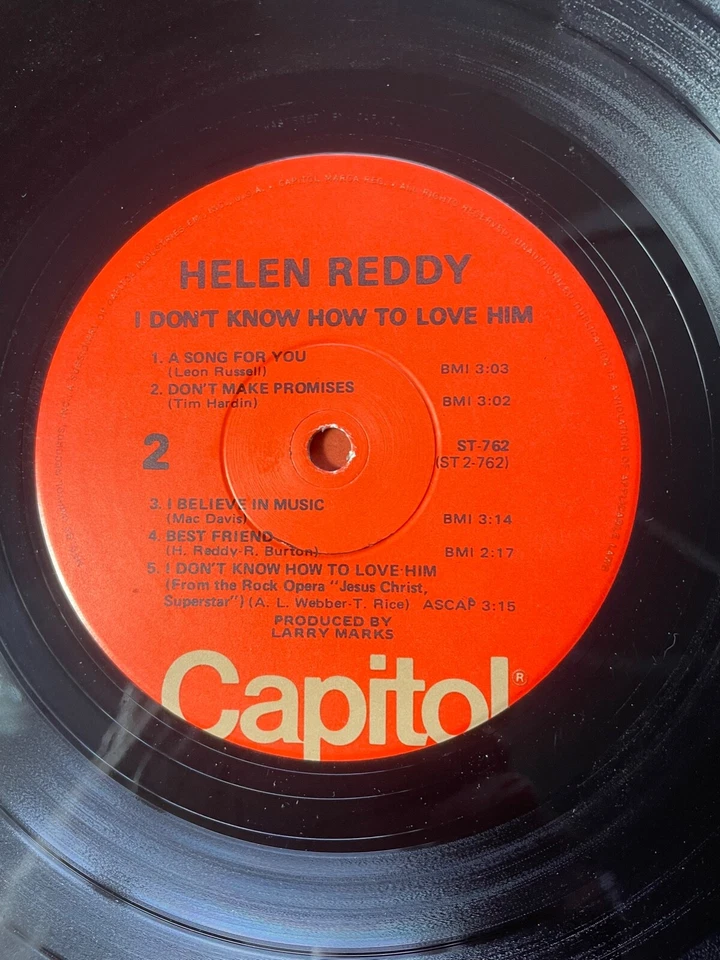 HELEN REDDY
I DON'T KNOW HOW TO LOVE HIM
1. A SONG FOR YOU
(Leon Russell) BMI 3:03
2. DON'T MAKE PROMISES
(Tim Hardin) BMI 3:02
2 ST-762
(ST 2-762)
3. I BELIEVE IN MUSIC
(Mac Davis) BMI 3:14
4. BEST FRIEND
(H. Reddy-R. Burton) BMI 2:17
5. I DON'T KNOW HOW TO LOVE HIM
(From the Rock Opera "Jesus Christ,
Superstar") (A. L. Webber-T. Rice) ASCAP 3:15
PRODUCED BY
LARRY MARKS
Capitol®